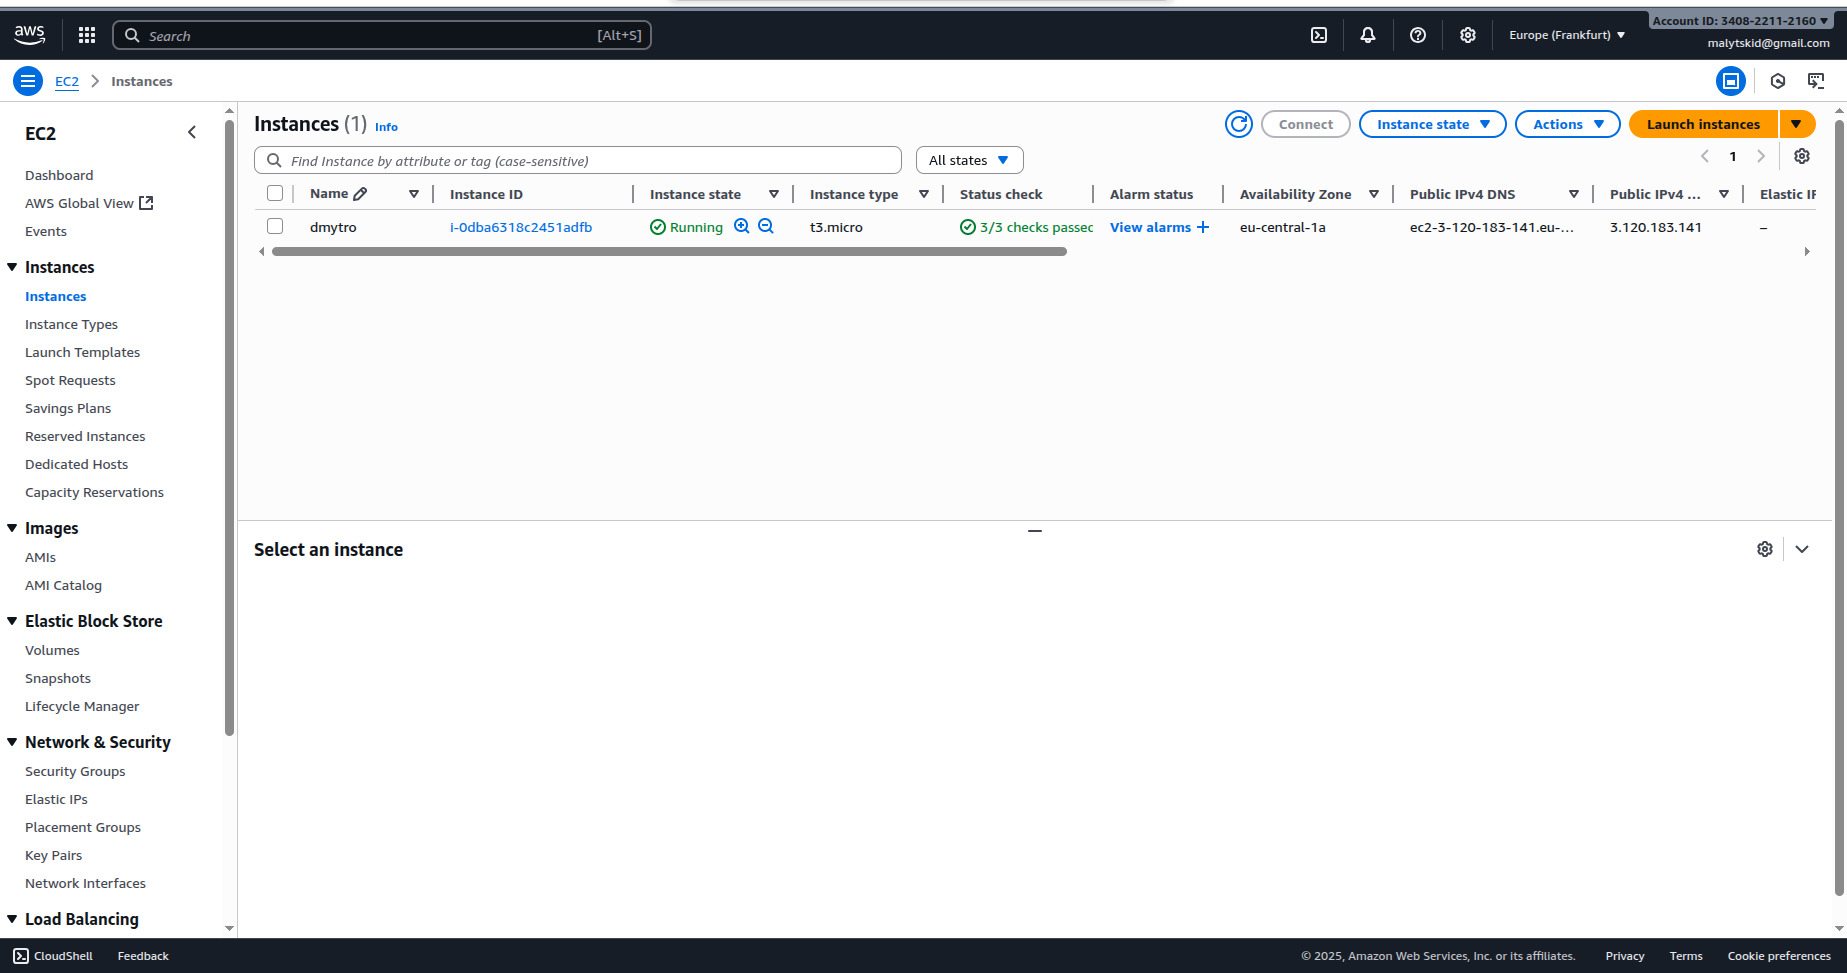 aws
Search
[Alt+S]
Europe (Frankfurt)
Account ID: 3408-2211-2160
malytskid@gmail.com
EC2
Instances
EC2
Dashboard
AWS Global View
Events
Instances
Instances
Instance Types
Launch Templates
Spot Requests
Savings Plans
Reserved Instances
Dedicated Hosts
Capacity Reservations
Images
AMIs
AMI Catalog
Elastic Block Store
Volumes
Snapshots
Lifecycle Manager
Network & Security
Security Groups
Elastic IPs
Placement Groups
Key Pairs
Network Interfaces
Load Balancing
Instances (1) Info
Connect
Instance state
Actions
Launch instances
Find Instance by attribute or tag (case-sensitive)
All states
1
Name Instance ID Instance state Instance type Status check Alarm status Availability Zone Public IPv4 DNS Public IPv4 ... Elastic IP
dmytro i-0dba6318c2451adfb Running t3.micro 3/3 checks passec View alarms + eu-central-1a ec2-3-120-183-141.eu-... 3.120.183.141 –
Select an instance
CloudShell
Feedback
© 2025, Amazon Web Services, Inc. or its affiliates.
Privacy
Terms
Cookie preferences